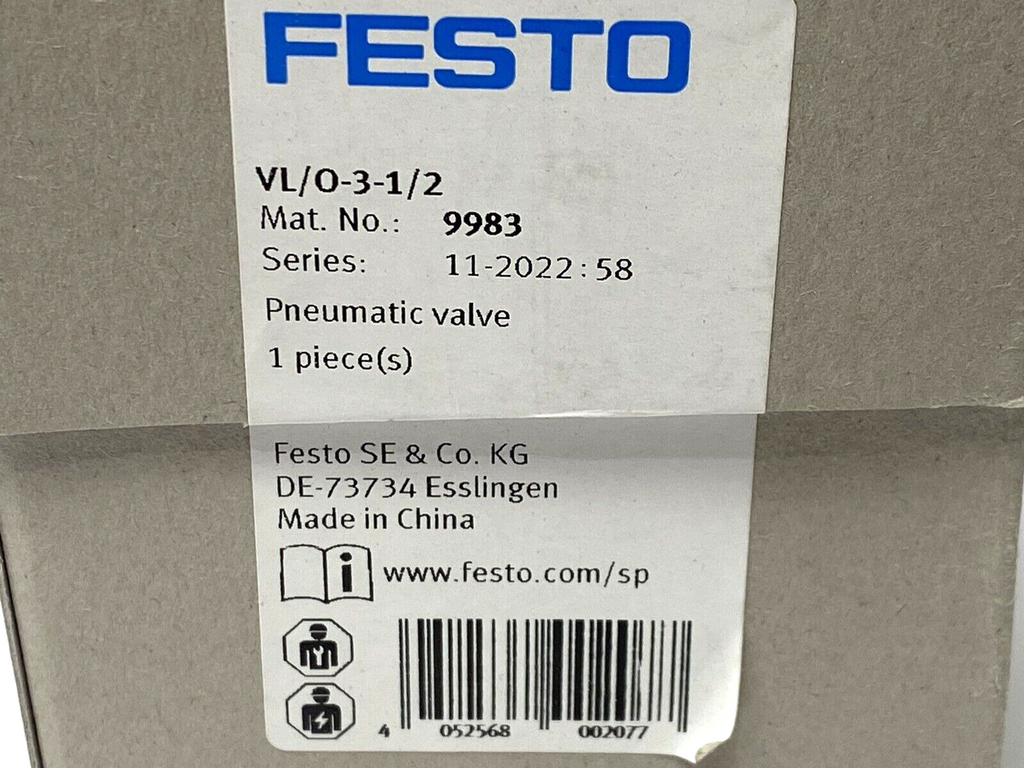 FESTO
VL/O-3-1/2
Mat. No.: 9983
Series: 11-2022:58
Pneumatic valve
1 piece(s)
Festo SE & Co. KG
DE-73734 Esslingen
Made in China
i www.festo.com/sp
4 052568 002077